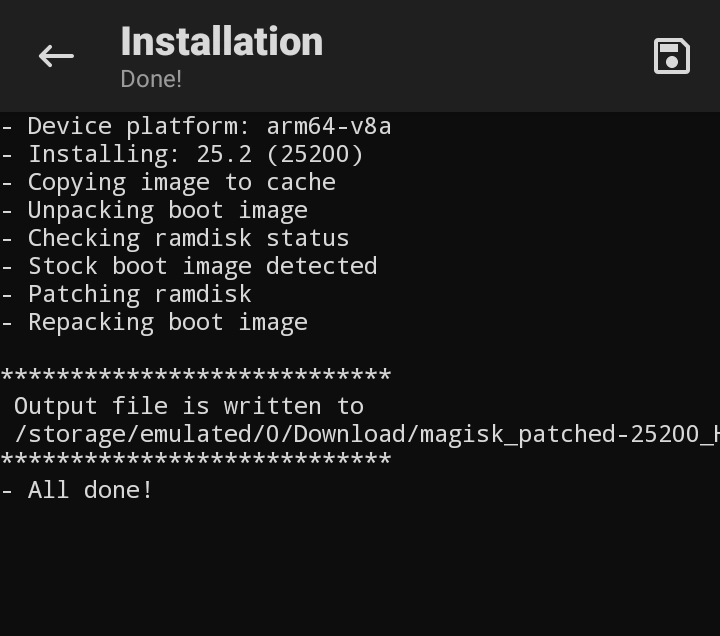 Installation
Done!
- Device platform: arm64-v8a
- Installing: 25.2 (25200)
- Copying image to cache
- Unpacking boot image
- Checking ramdisk status
- Stock boot image detected
- Patching ramdisk
- Repacking boot image
****************************
Output file is written to
/storage/emulated/0/Download/magisk_patched-25200_H
****************************
- All done!